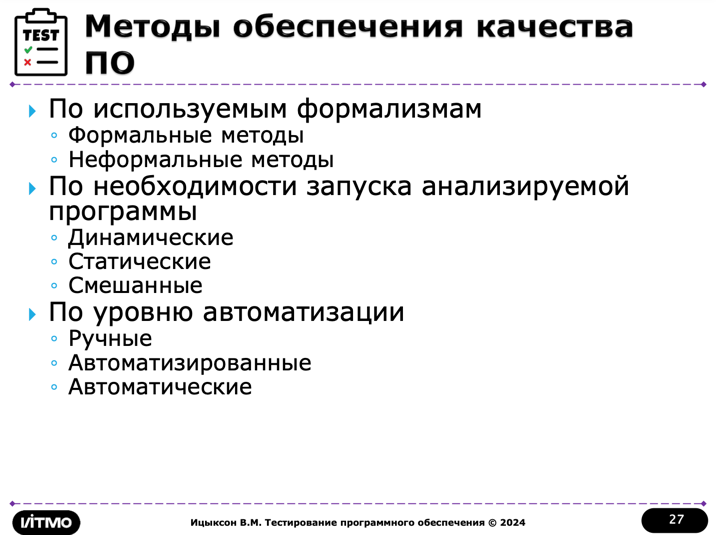 TEST
Методы обеспечения качества
ПО
По используемым формализмам
Формальные методы
Неформальные методы
По необходимости запуска анализируемой
программы
Динамические
Статические
Смешанные
По уровню автоматизации
Ручные
Автоматизированные
Автоматические
ИТМО
Ицыксон В.М. Тестирование программного обеспечения © 2024
27